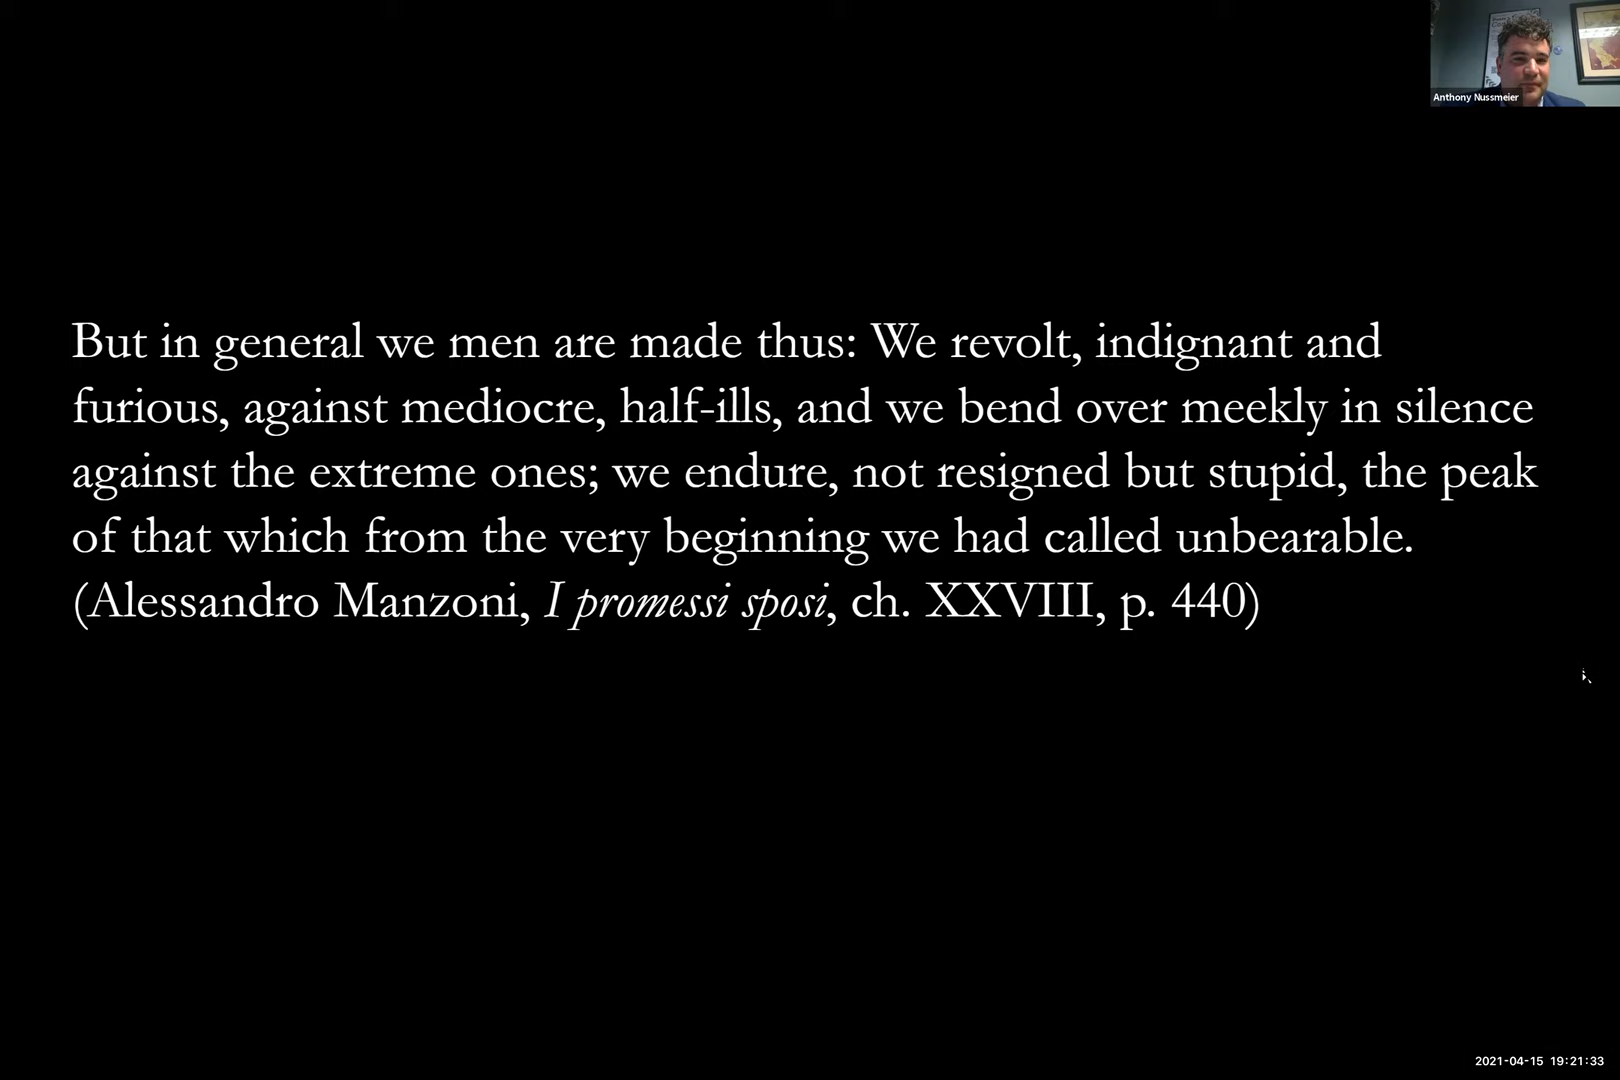 Anthony Nussmeier
But in general we men are made thus: We revolt, indignant and
furious, against mediocre, half-ills, and we bend over meekly in silence
against the extreme ones; we endure, not resigned but stupid, the peak
of that which from the very beginning we had called unbearable.
(Alessandro Manzoni, I promessi sposi, ch. XXVIII, p. 440)
2021-04-15 19:21:33